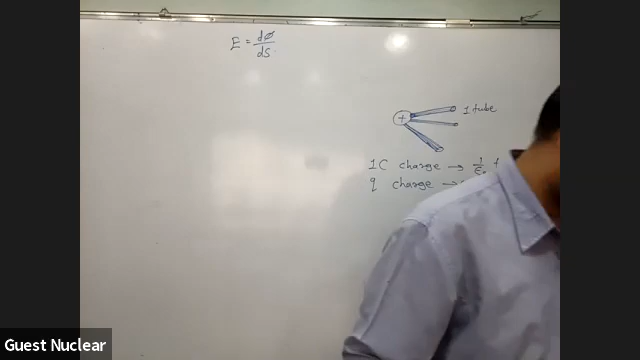 E = dφ/ds
+ 1 tube
1C charge → 1/ε₀
q charge →
Guest Nuclear